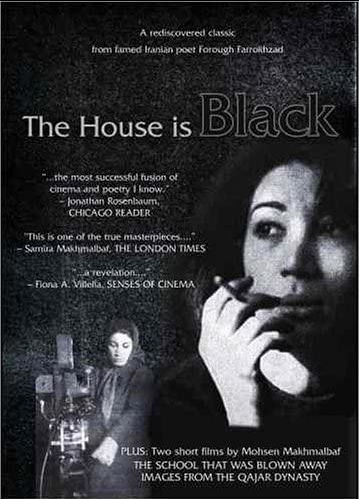 A rediscovered classic
from famed Iranian poet Forough Farrokhzad
The House is Black
"...the most successful fusion of
cinema and poetry I know."
– Jonathan Rosenbaum,
CHICAGO READER
"This is one of the true masterpieces...."
– Samira Makhmalbaf, THE LONDON TIMES
"...a revelation...."
– Fiona A. Villella, SENSES OF CINEMA
PLUS: Two short films by Mohsen Makhmalbaf
THE SCHOOL THAT WAS BLOWN AWAY
IMAGES FROM THE QAJAR DYNASTY